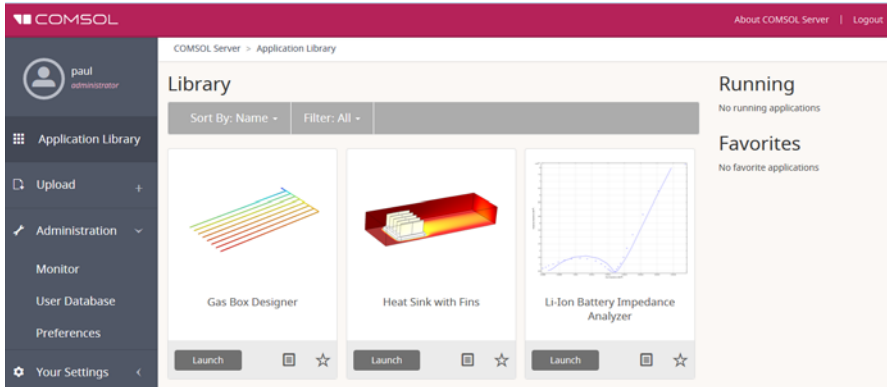 COMSOL
About COMSOL Server | Logout
paul
administrator
COMSOL Server > Application Library
Application Library
Upload
Administration
Monitor
User Database
Preferences
Your Settings
Library
Sort By: Name
Filter: All
Gas Box Designer
Launch
Heat Sink with Fins
Launch
Li-Ion Battery Impedance
Analyzer
Launch
Running
No running applications
Favorites
No favorite applications